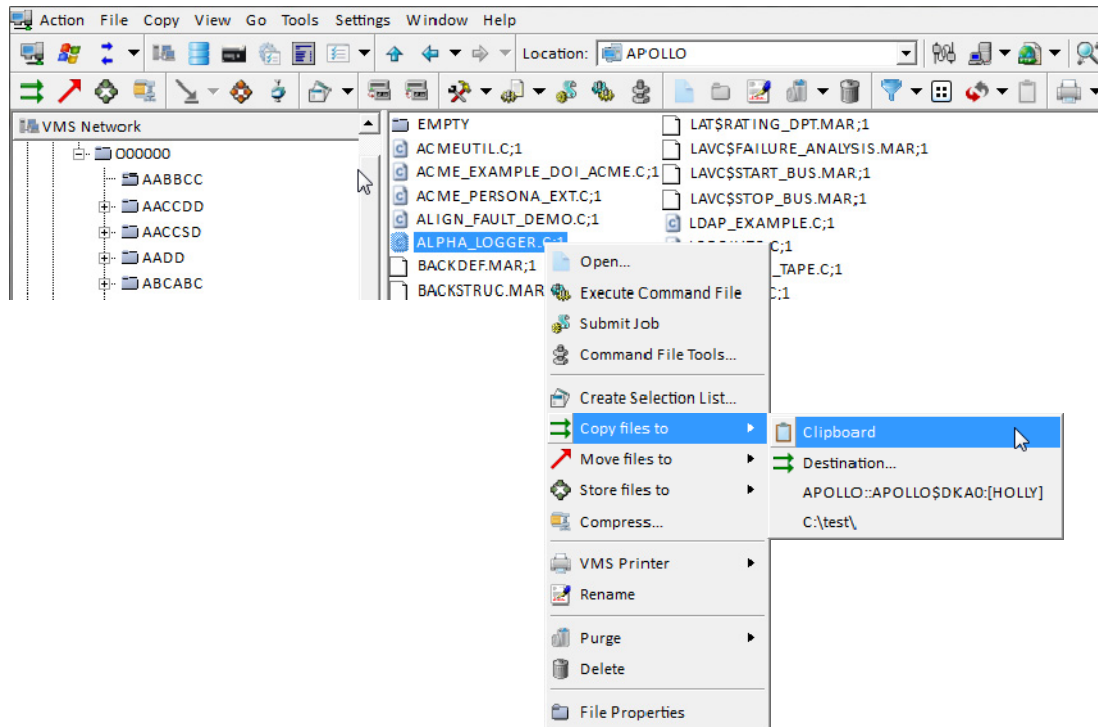 Action File Copy View Go Tools Settings Window Help
Location: APOLLO
VMS Network
000000
AABBCC
AACCDD
AACCSD
AADD
ABCABC
EMPTY
ACMEUTIL.C;1
ACME_EXAMPLE_DOI_ACME.C;1
ACME_PERSONA_EXT.C;1
ALIGN_FAULT_DEMO.C;1
ALPHA_LOGGER.C;1
BACKDEF.MAR;1
BACKSTRUC.MAR
LAT$RATING_DPT.MAR;1
LAVC$FAILURE_ANALYSIS.MAR;1
LAVC$START_BUS.MAR;1
LAVC$STOP_BUS.MAR;1
LDAP_EXAMPLE.C;1
C;1
_TAPE.C;1
C;1
Open...
Execute Command File
Submit Job
Command File Tools...
Create Selection List...
Copy files to
Move files to
Store files to
Compress...
VMS Printer
Rename
Purge
Delete
File Properties
Clipboard
Destination...
APOLLO::APOLLO$DKA0:[HOLLY]
C:\test\